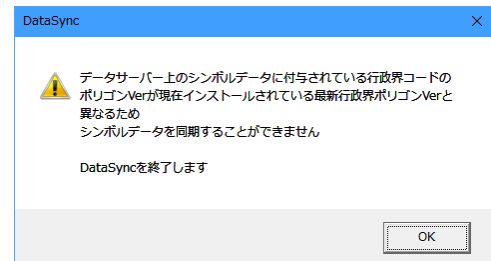 DataSync
データサーバー上のシンボルデータに付与されている行政界コードの
ポリゴンVerが現在インストールされている最新行政界ポリゴンVerと
異なるため
シンボルデータを同期することができません
DataSyncを終了します
OK